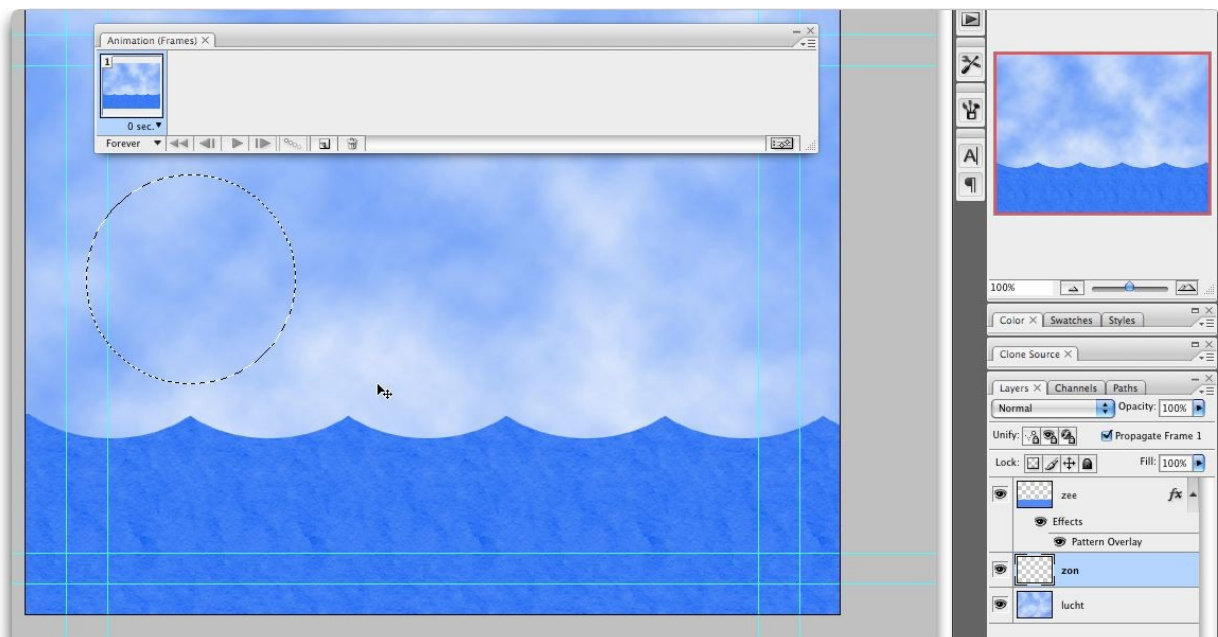 Animation (Frames)
1
0 sec.
Forever
A
100%
Color
Swatches
Styles
Clone Source
Layers
Channels
Paths
Normal
Opacity: 100%
Unify:
Propagate Frame 1
Lock:
Fill: 100%
zee
fx
Effects
Pattern Overlay
zon
lucht